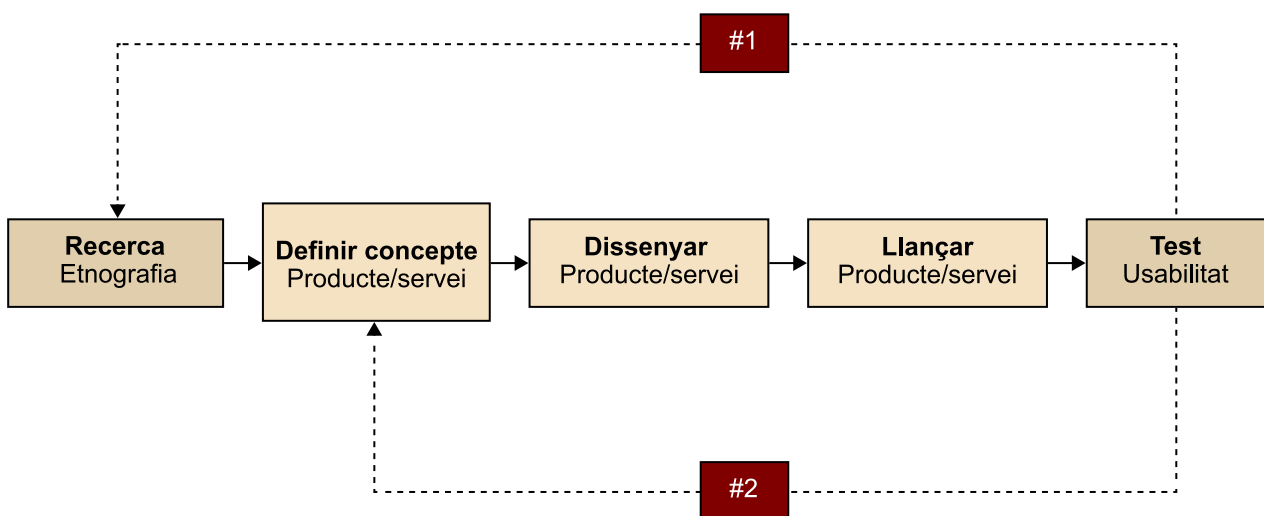 #1
Recerca
Etnografia
Definir concepte
Producte/servei
Dissenyar
Producte/servei
Llançar
Producte/servei
Test
Usabilitat
#2